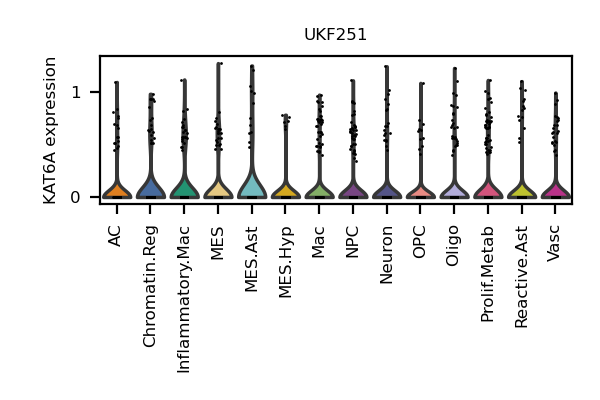 UKF251
KAT6A expression
1
0
AC
Chromatin.Reg
Inflammatory.Mac
MES
MES.Ast
MES.Hyp
Mac
NPC
Neuron
OPC
Oligo
Prolif.Metab
Reactive.Ast
Vasc